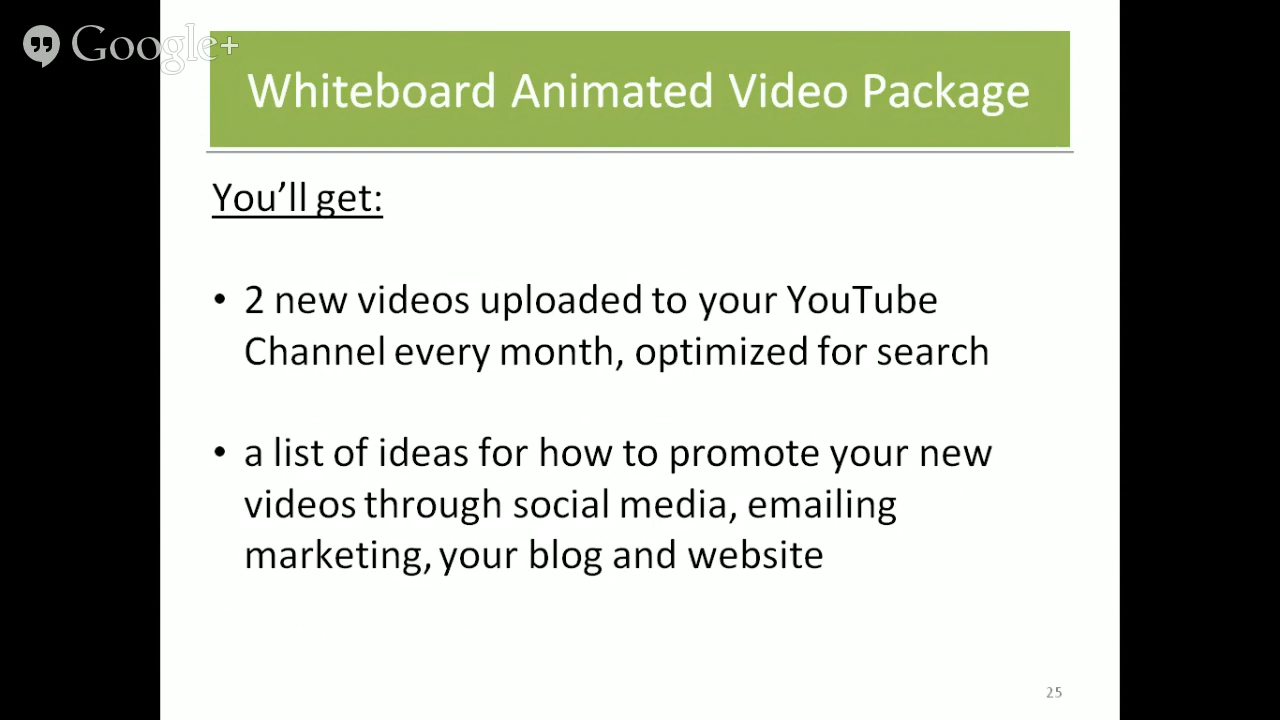 Google+
Whiteboard Animated Video Package
You'll get:
• 2 new videos uploaded to your YouTube
Channel every month, optimized for search
• a list of ideas for how to promote your new
videos through social media, emailing
marketing, your blog and website
25